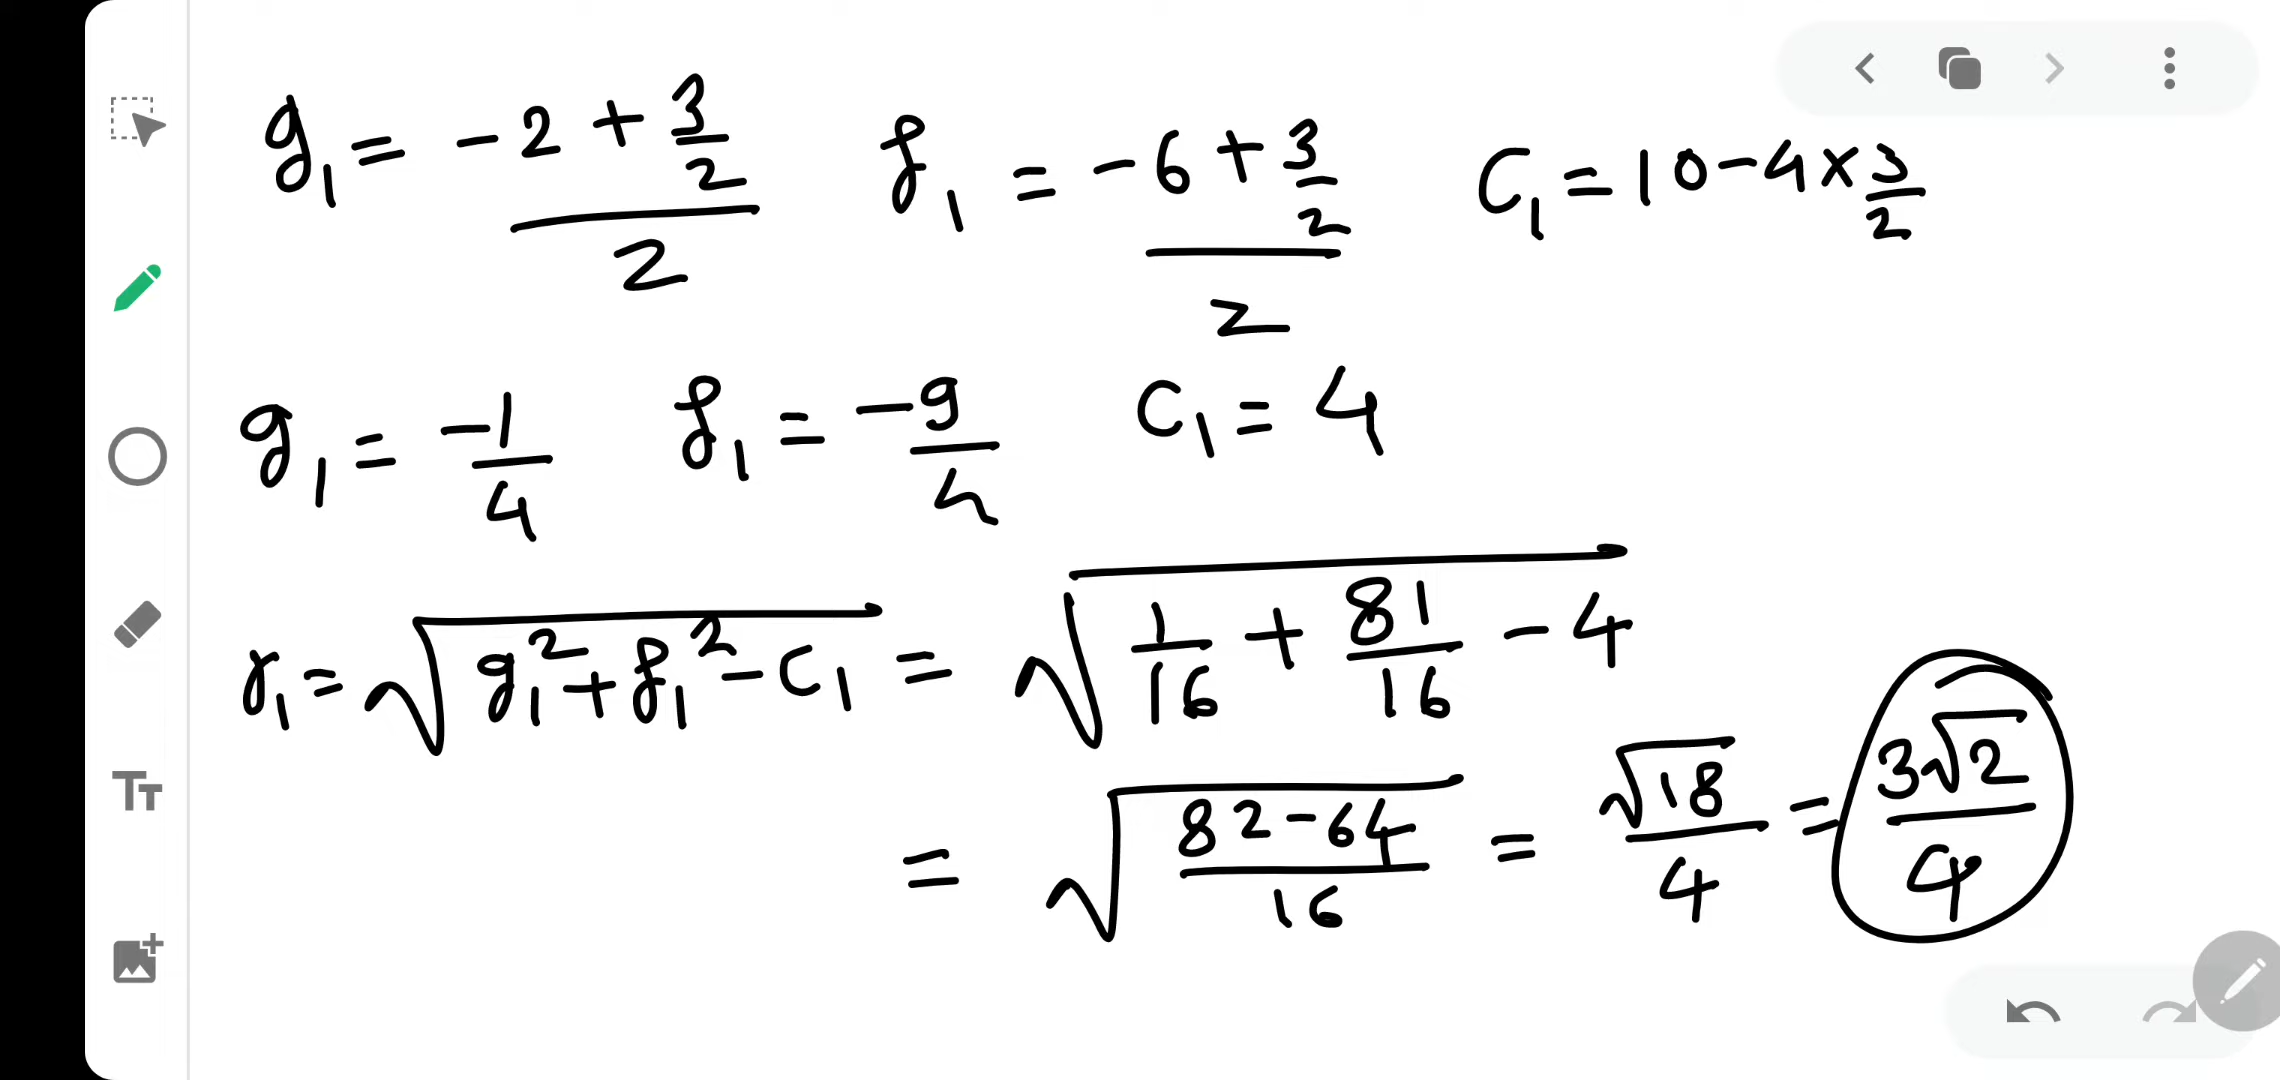 g₁ = (-2 + 3/2)/2   f₁ = (-6 + 3/2)/2   C₁ = 10 - 4 × 3/2
g₁ = -1/4   f₁ = -9/4   C₁ = 4
r₁ = √(g₁² + f₁² - C₁) = √(1/16 + 81/16 - 4)
= √((82 - 64)/16) = √18/4 = 3√2/4
Tт